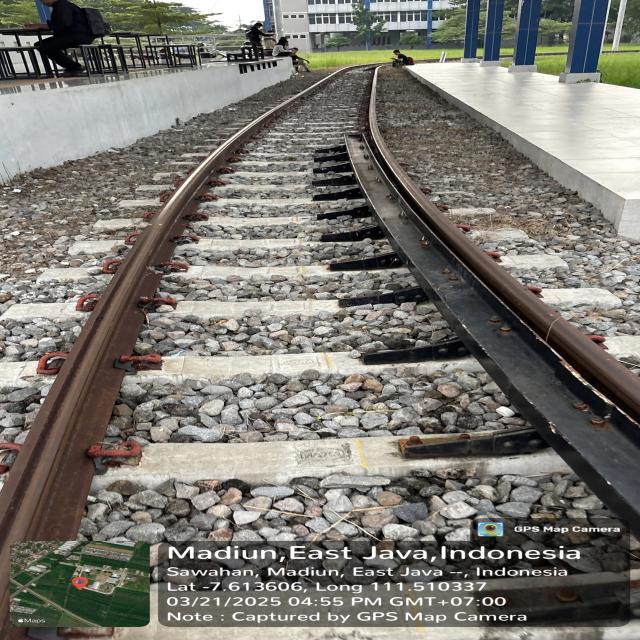 GPS Map Camera
Madiun,East Java,Indonesia
Sawahan, Madiun, East Java —, Indonesia
Lat -7.613606, Long 111.510337
03/21/2025 04:55 PM GMT+07:00
Note : Captured by GPS Map Camera
Maps